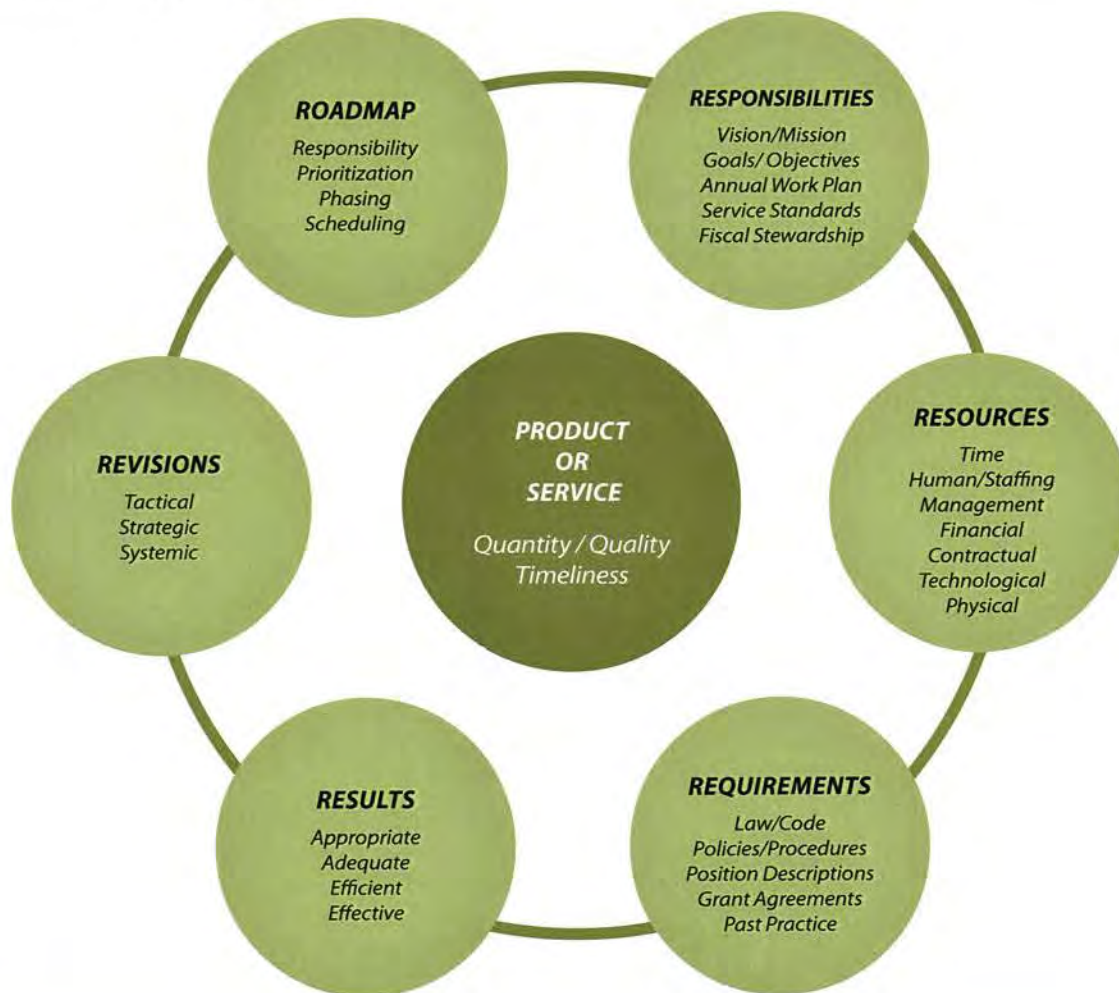 ROADMAP
Responsibility
Prioritization
Phasing
Scheduling
RESPONSIBILITIES
Vision/Mission
Goals/ Objectives
Annual Work Plan
Service Standards
Fiscal Stewardship
RESOURCES
Time
Human/Staffing
Management
Financial
Contractual
Technological
Physical
REQUIREMENTS
Law/Code
Policies/Procedures
Position Descriptions
Grant Agreements
Past Practice
RESULTS
Appropriate
Adequate
Efficient
Effective
REVISIONS
Tactical
Strategic
Systemic
PRODUCT
OR
SERVICE
Quantity / Quality
Timeliness